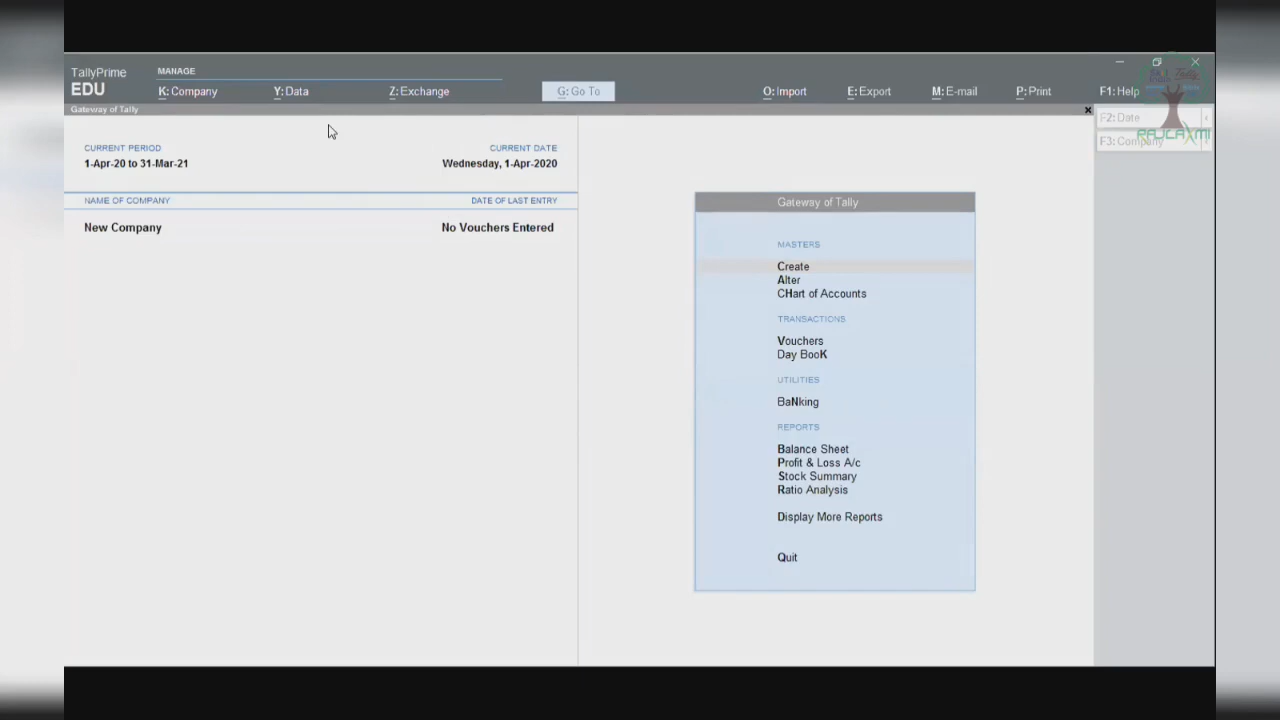 TallyPrime
EDU
MANAGE
K: Company
Y: Data
Z: Exchange
G: Go To
O: Import
E: Export
M: E-mail
P: Print
F1: Help
Gateway of Tally
F2: Date
F3: Company
RAJLAXMI
CURRENT PERIOD
CURRENT DATE
1-Apr-20 to 31-Mar-21
Wednesday, 1-Apr-2020
NAME OF COMPANY
DATE OF LAST ENTRY
New Company
No Vouchers Entered
Gateway of Tally
MASTERS
Create
Alter
CHart of Accounts
TRANSACTIONS
Vouchers
Day BooK
UTILITIES
BaNking
REPORTS
Balance Sheet
Profit & Loss A/c
Stock Summary
Ratio Analysis
Display More Reports
Quit